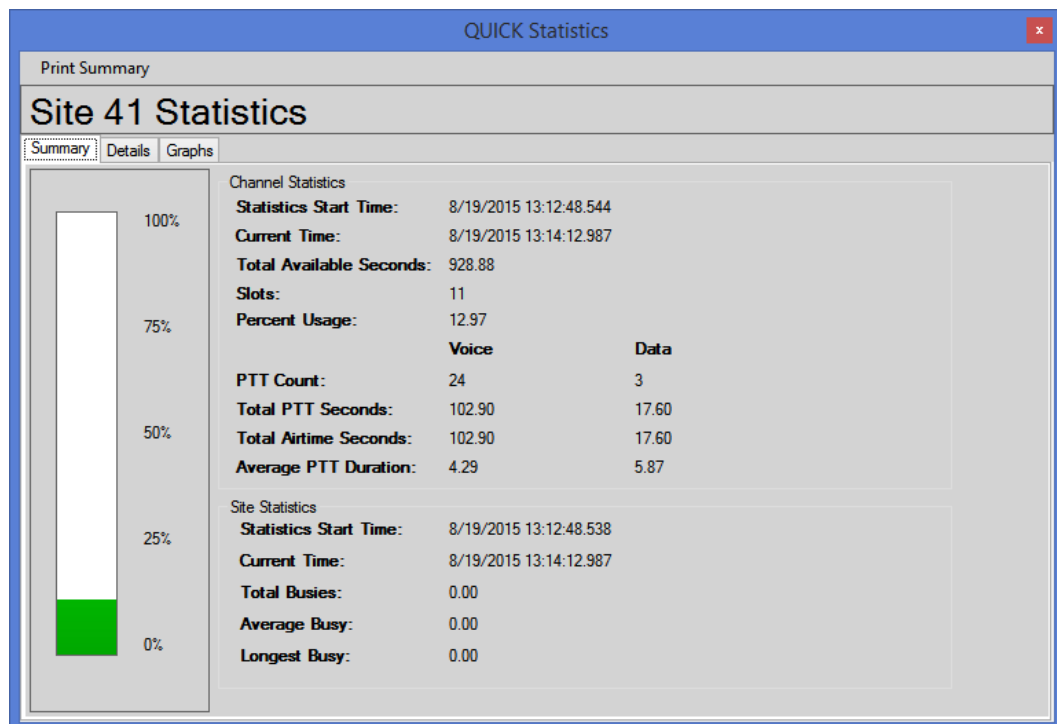 QUICK Statistics
x
Print Summary
Site 41 Statistics
Summary Details Graphs
100%
75%
50%
25%
0%
Channel Statistics
Statistics Start Time: 8/19/2015 13:12:48.544
Current Time: 8/19/2015 13:14:12.987
Total Available Seconds: 928.88
Slots: 11
Percent Usage: 12.97
Voice Data
PTT Count: 24 3
Total PTT Seconds: 102.90 17.60
Total Airtime Seconds: 102.90 17.60
Average PTT Duration: 4.29 5.87
Site Statistics
Statistics Start Time: 8/19/2015 13:12:48.538
Current Time: 8/19/2015 13:14:12.987
Total Busies: 0.00
Average Busy: 0.00
Longest Busy: 0.00